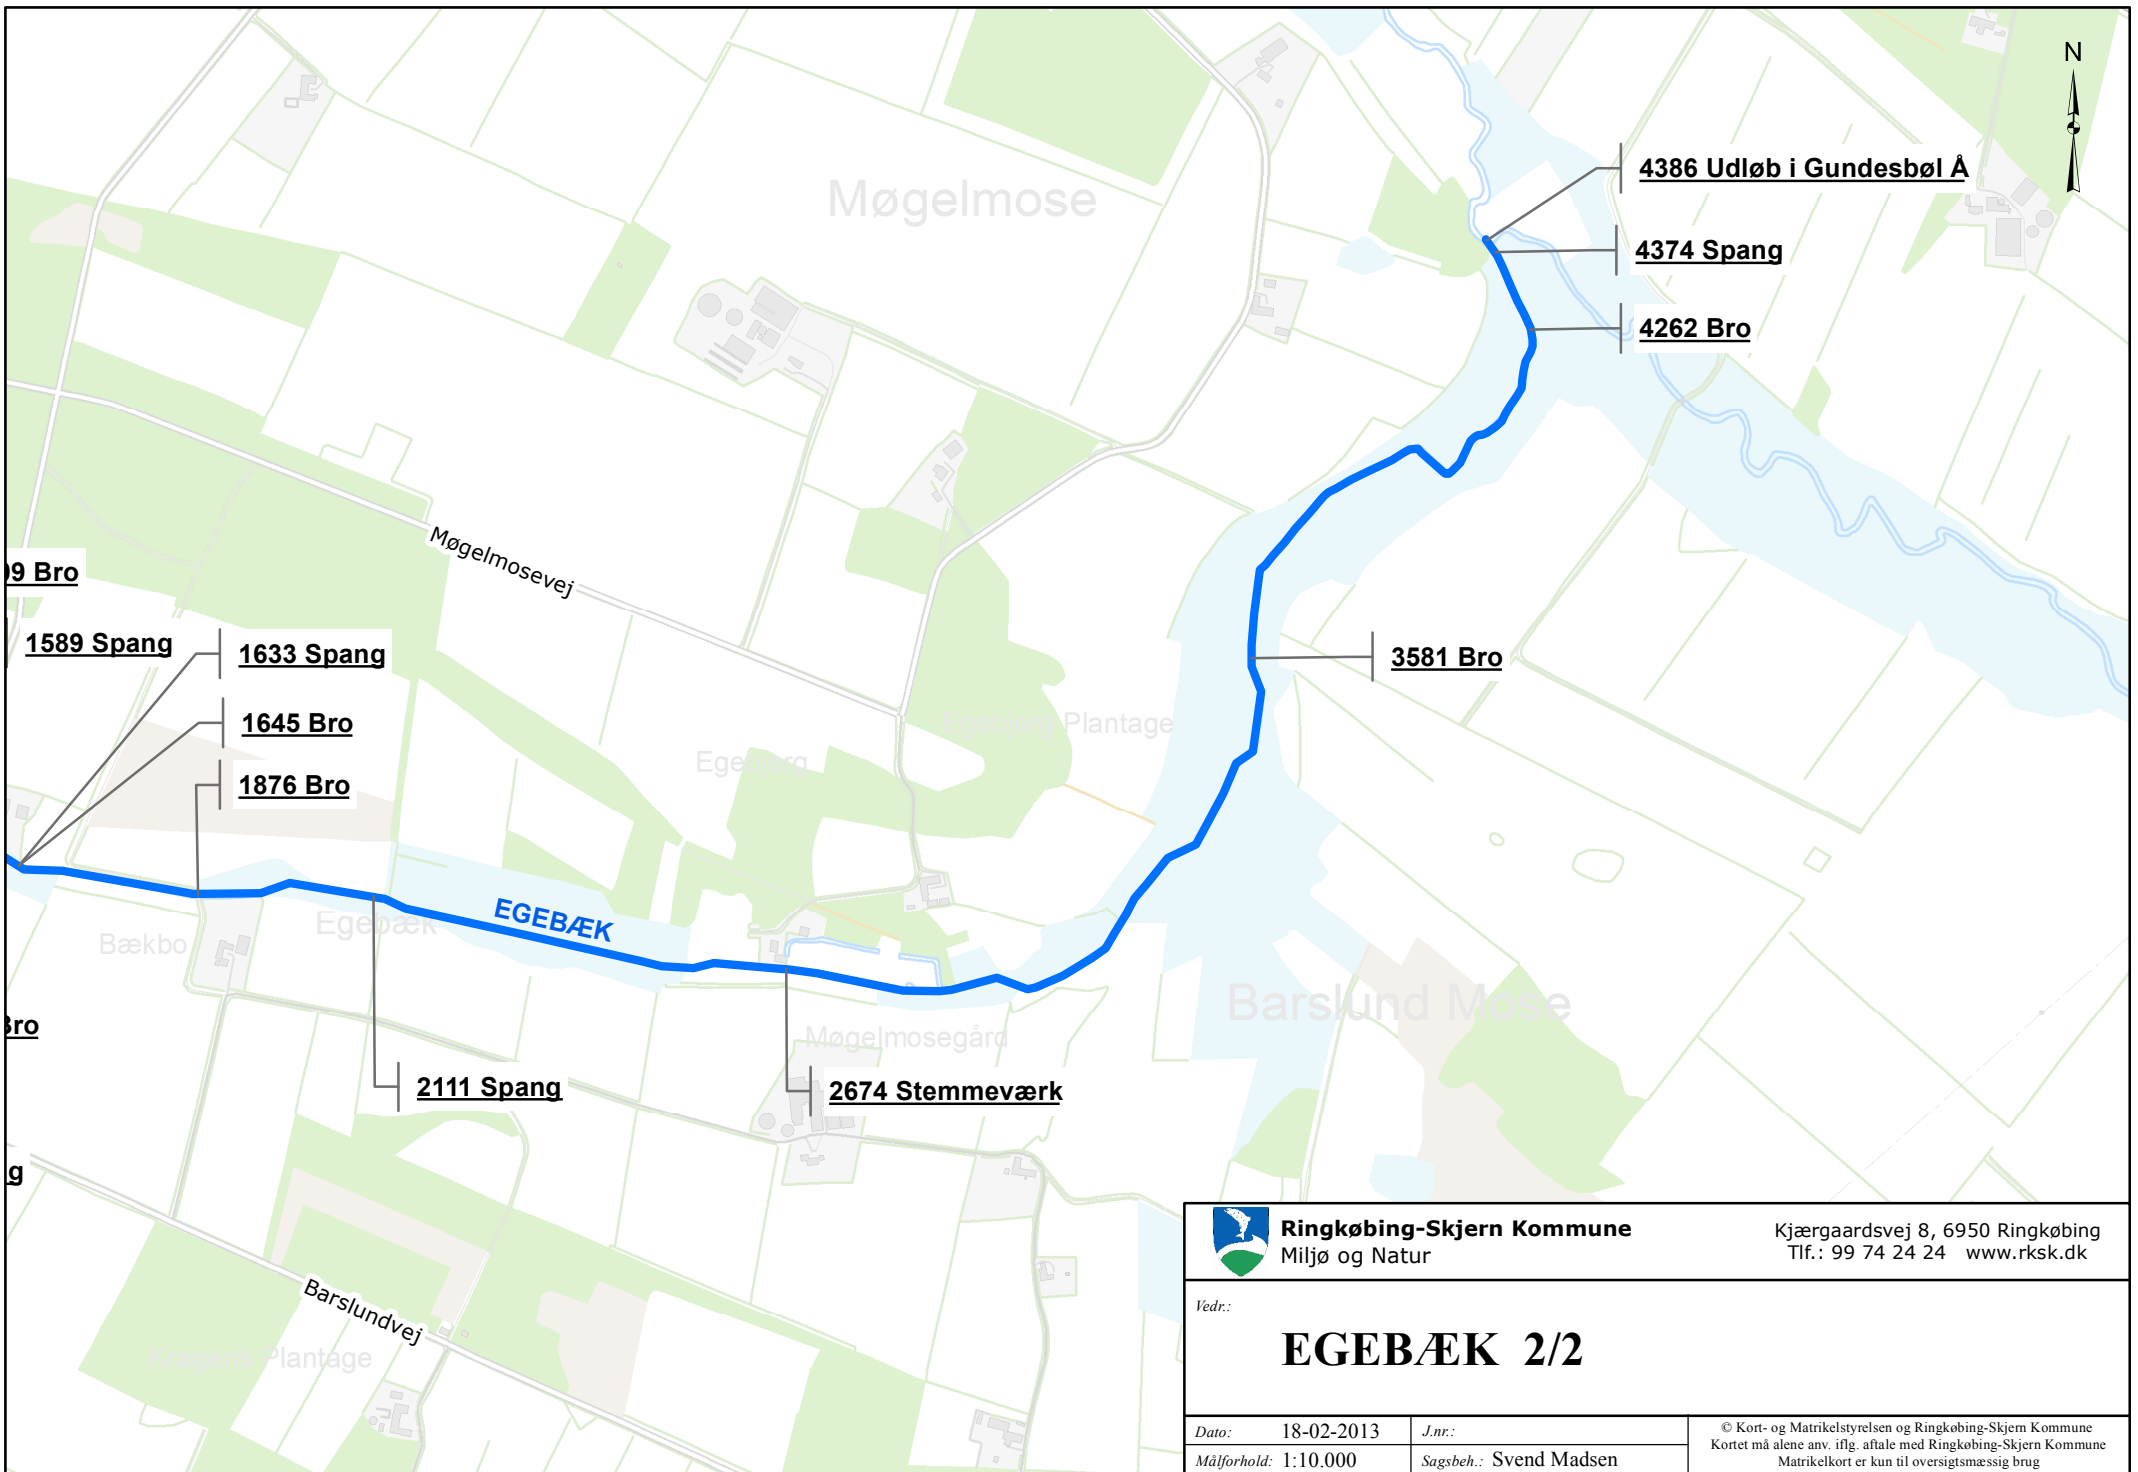 N
4386 Udløb i Gundesbøl Å
Møgelmose
4374 Spang
4262 Bro
Møgelmosevej
9 Bro
1589 Spang
1633 Spang
3581 Bro
1645 Bro
Plantage
1876 Bro
EGEBÆK
Egebæk
Bækbo
Barslund Mose
Bro
Møgelmosegård
2111 Spang
2674 Stemmeværk
g
Barslundvej
Plantage
Ringkøbing-Skjern Kommune
Miljø og Natur
Kjærgaardsvej 8, 6950 Ringkøbing
Tlf.: 99 74 24 24 www.rksk.dk
Vedr.:
EGEBÆK 2/2
Dato: 18-02-2013
J.nr.:
Målforhold: 1:10.000
Sagsbeh.: Svend Madsen
© Kort- og Matrikelstyrelsen og Ringkøbing-Skjern Kommune
Kortet må alene anv. iflg. aftale med Ringkøbing-Skjern Kommune
Matrikelkort er kun til oversigtsmæssig brug